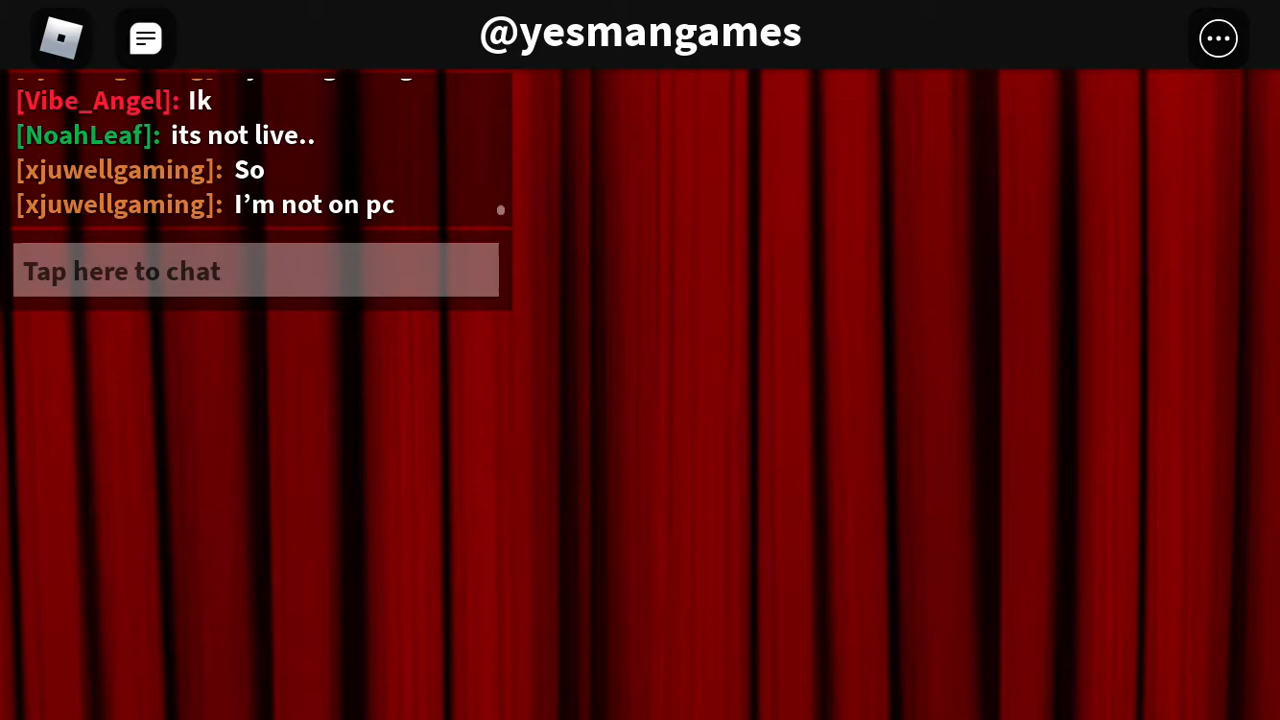 @yesmangames
[Vibe_Angel]: Ik
[NoahLeaf]: its not live..
[xjuwellgaming]: So
[xjuwellgaming]: I’m not on pc
Tap here to chat